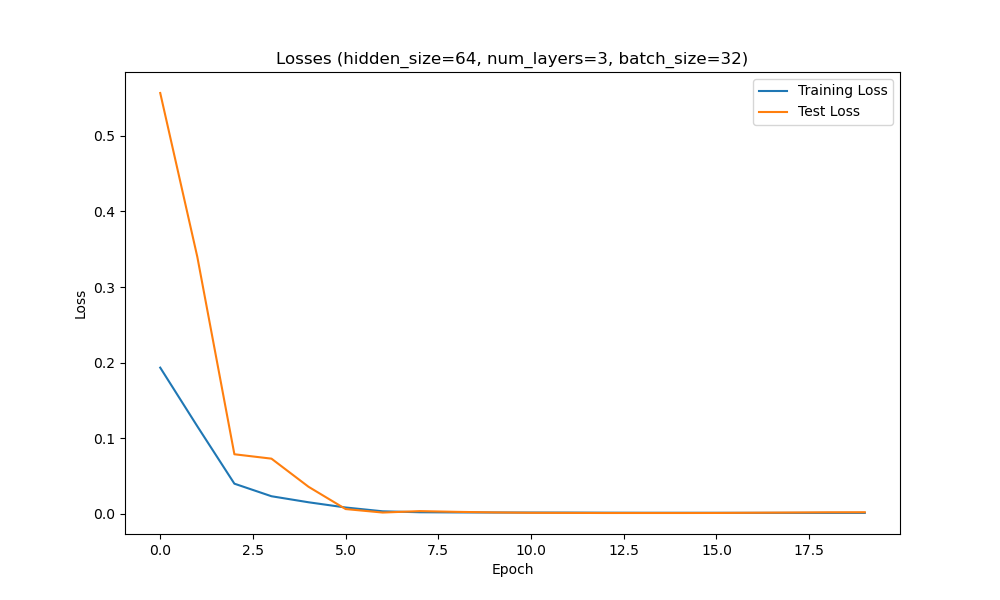 Losses (hidden_size=64, num_layers=3, batch_size=32)
Training Loss
Test Loss
0.5
0.4
0.3
0.2
0.1
0.0
Loss
0.0 2.5 5.0 7.5 10.0 12.5 15.0 17.5
Epoch